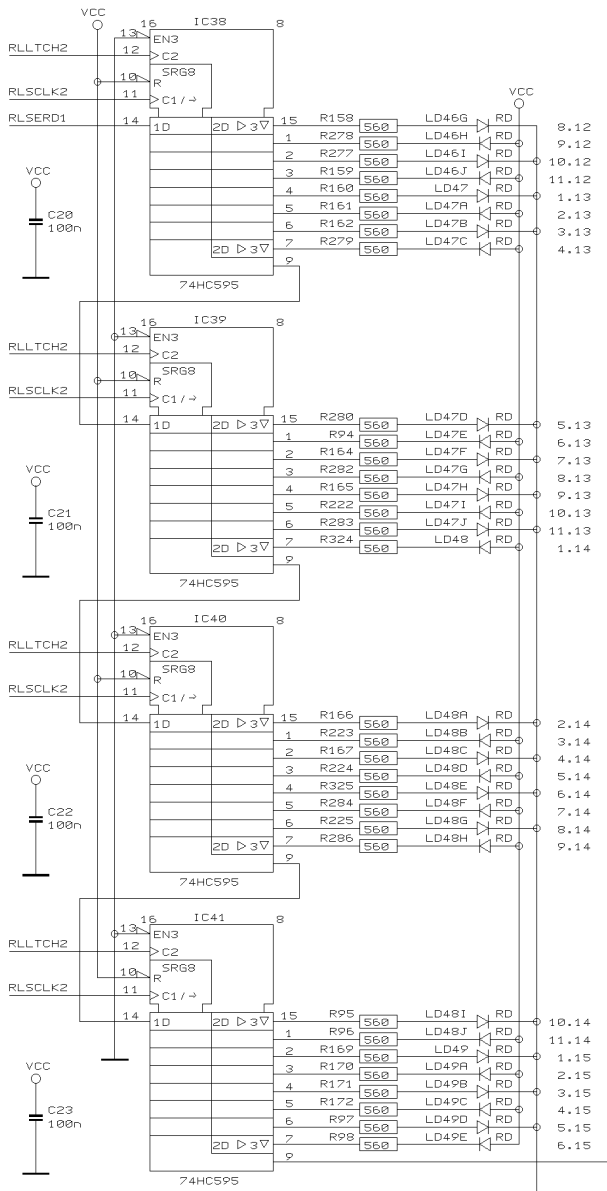 VCC
16 IC38 8
13 EN3
RLLTCH2 12 C2
SRG8
10 R
RLSCLK2 11 C1/→
VCC
RLSERD1 14 1D 2D ▷ 3▽ 15 R158 560 LD46G RD 8.12
1 R278 560 LD46H RD 9.12
2 R277 560 LD46I RD 10.12
3 R159 560 LD46J RD 11.12
4 R160 560 LD47 RD 1.13
5 R161 560 LD47A RD 2.13
6 R162 560 LD47B RD 3.13
2D ▷ 3▽ 7 R279 560 LD47C RD 4.13
9
VCC
C20
100n
74HC595
16 IC39 8
13 EN3
RLLTCH2 12 C2
SRG8
10 R
RLSCLK2 11 C1/→
14 1D 2D ▷ 3▽ 15 R280 560 LD47D RD 5.13
1 R94 560 LD47E RD 6.13
2 R164 560 LD47F RD 7.13
3 R282 560 LD47G RD 8.13
4 R165 560 LD47H RD 9.13
5 R222 560 LD47I RD 10.13
6 R283 560 LD47J RD 11.13
2D ▷ 3▽ 7 R324 560 LD48 RD 1.14
9
VCC
C21
100n
74HC595
16 IC40 8
13 EN3
RLLTCH2 12 C2
SRG8
10 R
RLSCLK2 11 C1/→
14 1D 2D ▷ 3▽ 15 R166 560 LD48A RD 2.14
1 R223 560 LD48B RD 3.14
2 R167 560 LD48C RD 4.14
3 R224 560 LD48D RD 5.14
4 R325 560 LD48E RD 6.14
5 R284 560 LD48F RD 7.14
6 R225 560 LD48G RD 8.14
2D ▷ 3▽ 7 R286 560 LD48H RD 9.14
9
VCC
C22
100n
74HC595
16 IC41 8
13 EN3
RLLTCH2 12 C2
SRG8
10 R
RLSCLK2 11 C1/→
14 1D 2D ▷ 3▽ 15 R95 560 LD48I RD 10.14
1 R96 560 LD48J RD 11.14
2 R169 560 LD49 RD 1.15
3 R170 560 LD49A RD 2.15
4 R171 560 LD49B RD 3.15
5 R172 560 LD49C RD 4.15
6 R97 560 LD49D RD 5.15
2D ▷ 3▽ 7 R98 560 LD49E RD 6.15
9
VCC
C23
100n
74HC595